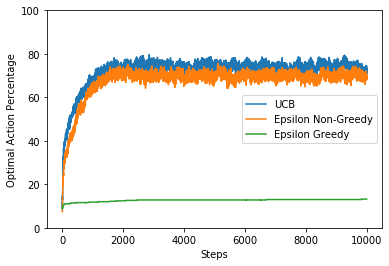 100
80
60
40
20
0
Optimal Action Percentage
UCB
Epsilon Non-Greedy
Epsilon Greedy
0 2000 4000 6000 8000 10000
Steps